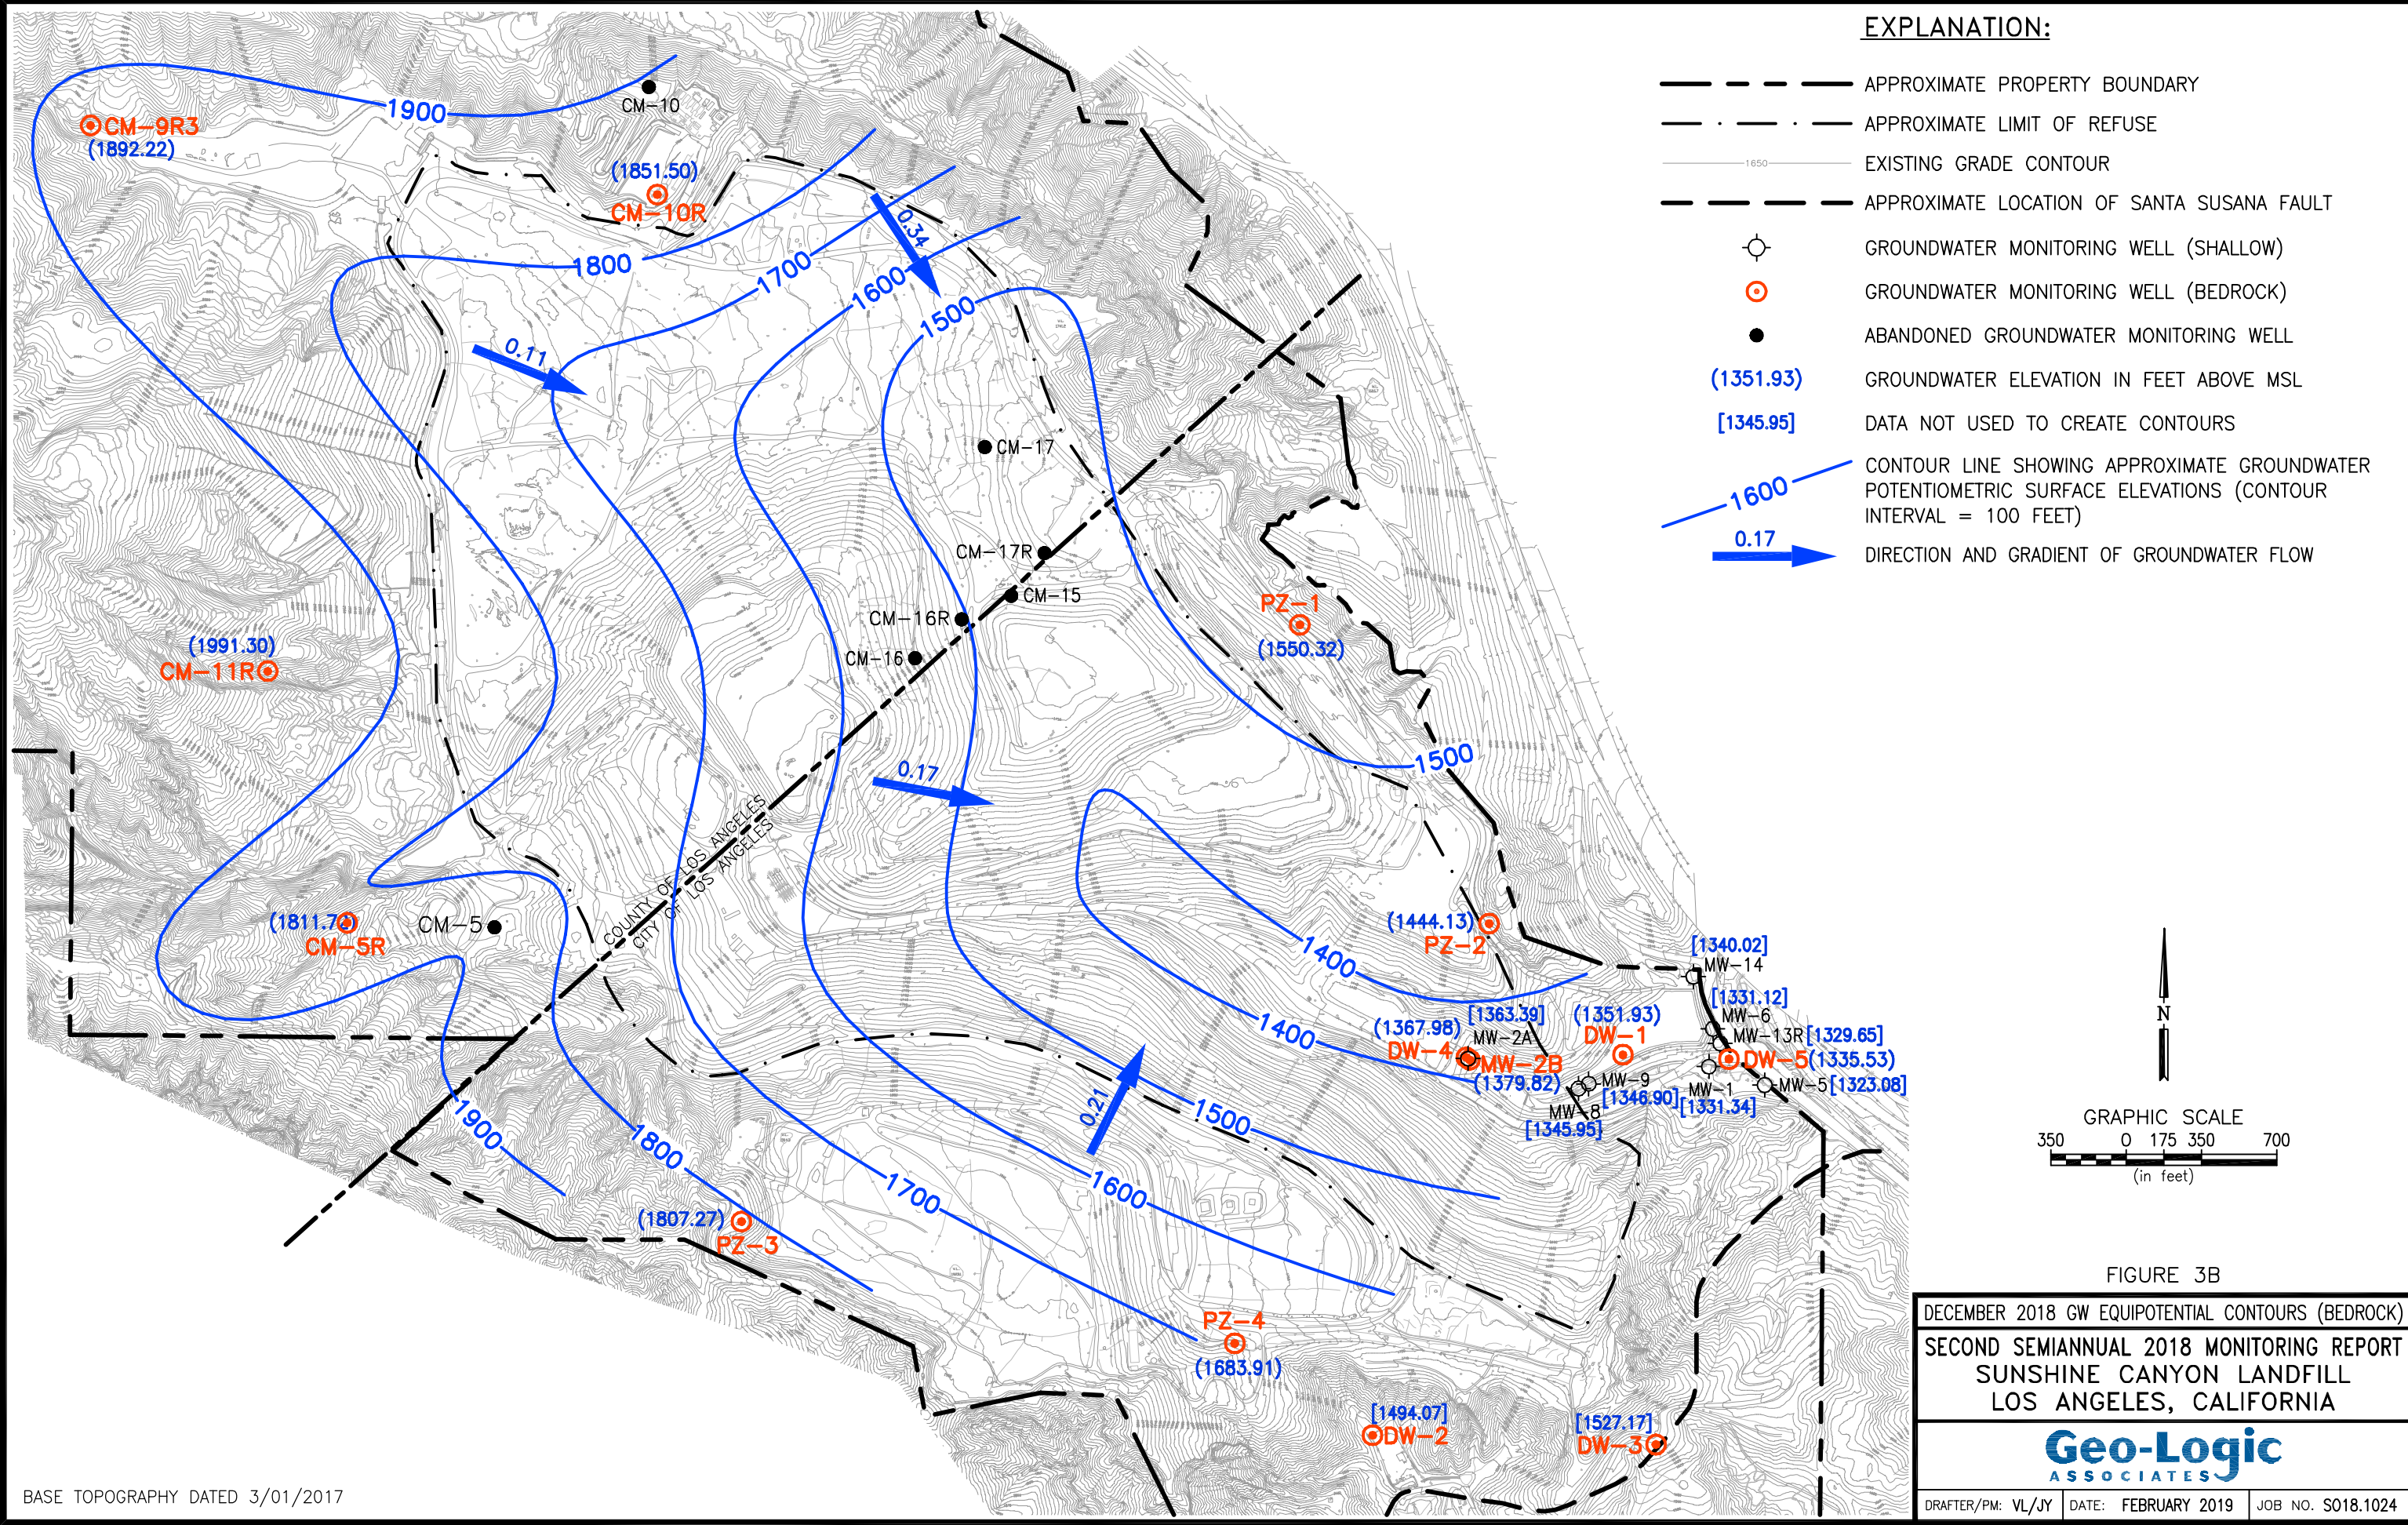 EXPLANATION:
APPROXIMATE PROPERTY BOUNDARY
APPROXIMATE LIMIT OF REFUSE
1650
EXISTING GRADE CONTOUR
APPROXIMATE LOCATION OF SANTA SUSANA FAULT
GROUNDWATER MONITORING WELL (SHALLOW)
GROUNDWATER MONITORING WELL (BEDROCK)
ABANDONED GROUNDWATER MONITORING WELL
(1351.93)
GROUNDWATER ELEVATION IN FEET ABOVE MSL
[1345.95]
DATA NOT USED TO CREATE CONTOURS
1600
CONTOUR LINE SHOWING APPROXIMATE GROUNDWATER
POTENTIOMETRIC SURFACE ELEVATIONS (CONTOUR
INTERVAL = 100 FEET)
0.17
DIRECTION AND GRADIENT OF GROUNDWATER FLOW
1900
CM-10
CM-9R3
(1892.22)
(1851.50)
CM-10R
0.34
1800
1700
1600
1500
0.11
CM-17
CM-17R
CM-15
CM-16R
CM-16
PZ-1
(1550.32)
(1991.30)
CM-11R
1500
0.17
COUNTY OF LOS ANGELES
CITY OF LOS ANGELES
(1811.72)
CM-5R
CM-5
(1444.13)
PZ-2
1400
[1340.02]
MW-14
[1331.12]
MW-6
MW-13R [1329.65]
1400
[1363.39]
MW-2A
(1351.93)
DW-1
(1367.98)
DW-4
MW-2B
(1379.82)
DW-5 (1335.53)
MW-9
[1346.90]
MW-1
[1331.34]
MW-5 [1323.08]
MW-8
[1345.95]
1900
1800
0.21
1500
1700
1600
(1807.27)
PZ-3
PZ-4
(1683.91)
[1494.07]
DW-2
[1527.17]
DW-3
N
GRAPHIC SCALE
350 0 175 350 700
(in feet)
FIGURE 3B
DECEMBER 2018 GW EQUIPOTENTIAL CONTOURS (BEDROCK)
SECOND SEMIANNUAL 2018 MONITORING REPORT
SUNSHINE CANYON LANDFILL
LOS ANGELES, CALIFORNIA
Geo-Logic
ASSOCIATES
DRAFTER/PM: VL/JY DATE: FEBRUARY 2019 JOB NO. SO18.1024
BASE TOPOGRAPHY DATED 3/01/2017